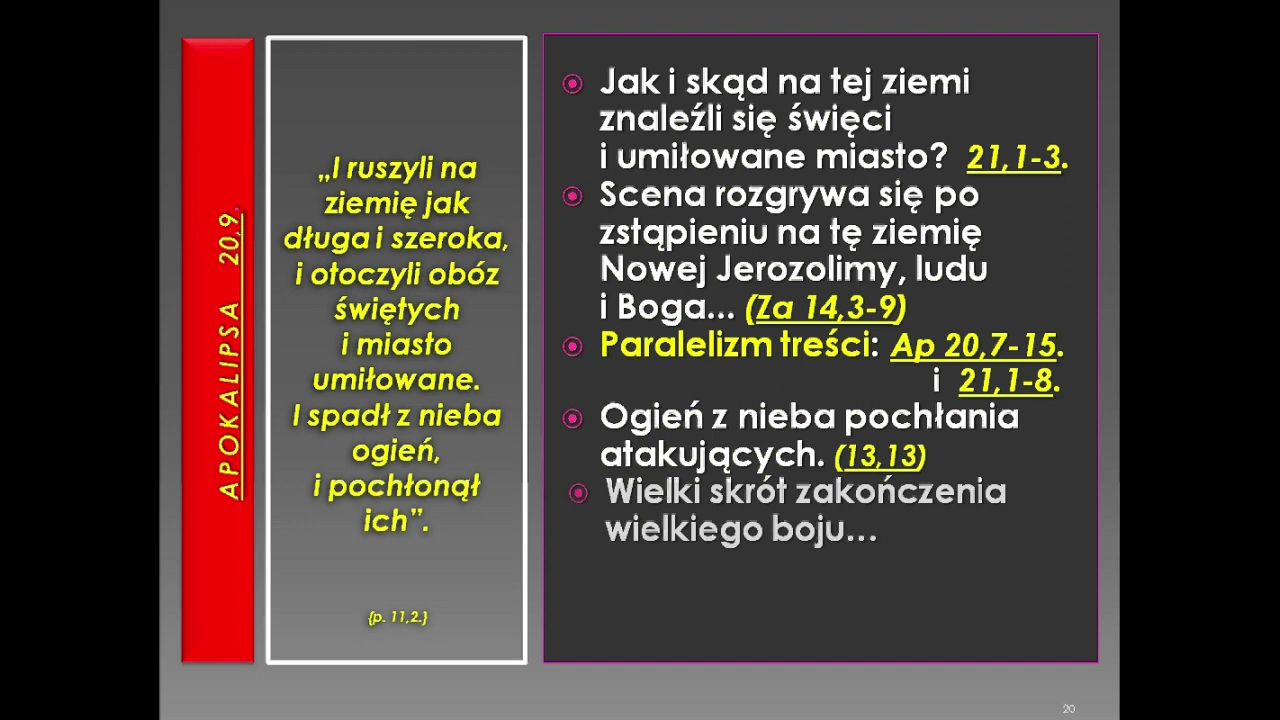 APOKALIPSA 20,9.
„I ruszyli na
ziemię jak
długa i szeroka,
i otoczyli obóz
świętych
i miasto
umiłowane.
I spadł z nieba
ogień,
i pochłonął
ich”.
{p. 11,2.}
Jak i skąd na tej ziemi
znaleźli się święci
i umiłowane miasto? 21,1-3.
Scena rozgrywa się po
zstąpieniu na tę ziemię
Nowej Jerozolimy, ludu
i Boga... (Za 14,3-9)
Paralelizm treści: Ap 20,7-15.
i 21,1-8.
Ogień z nieba pochłania
atakujących. (13,13)
Wielki skrót zakończenia
wielkiego boju...
20